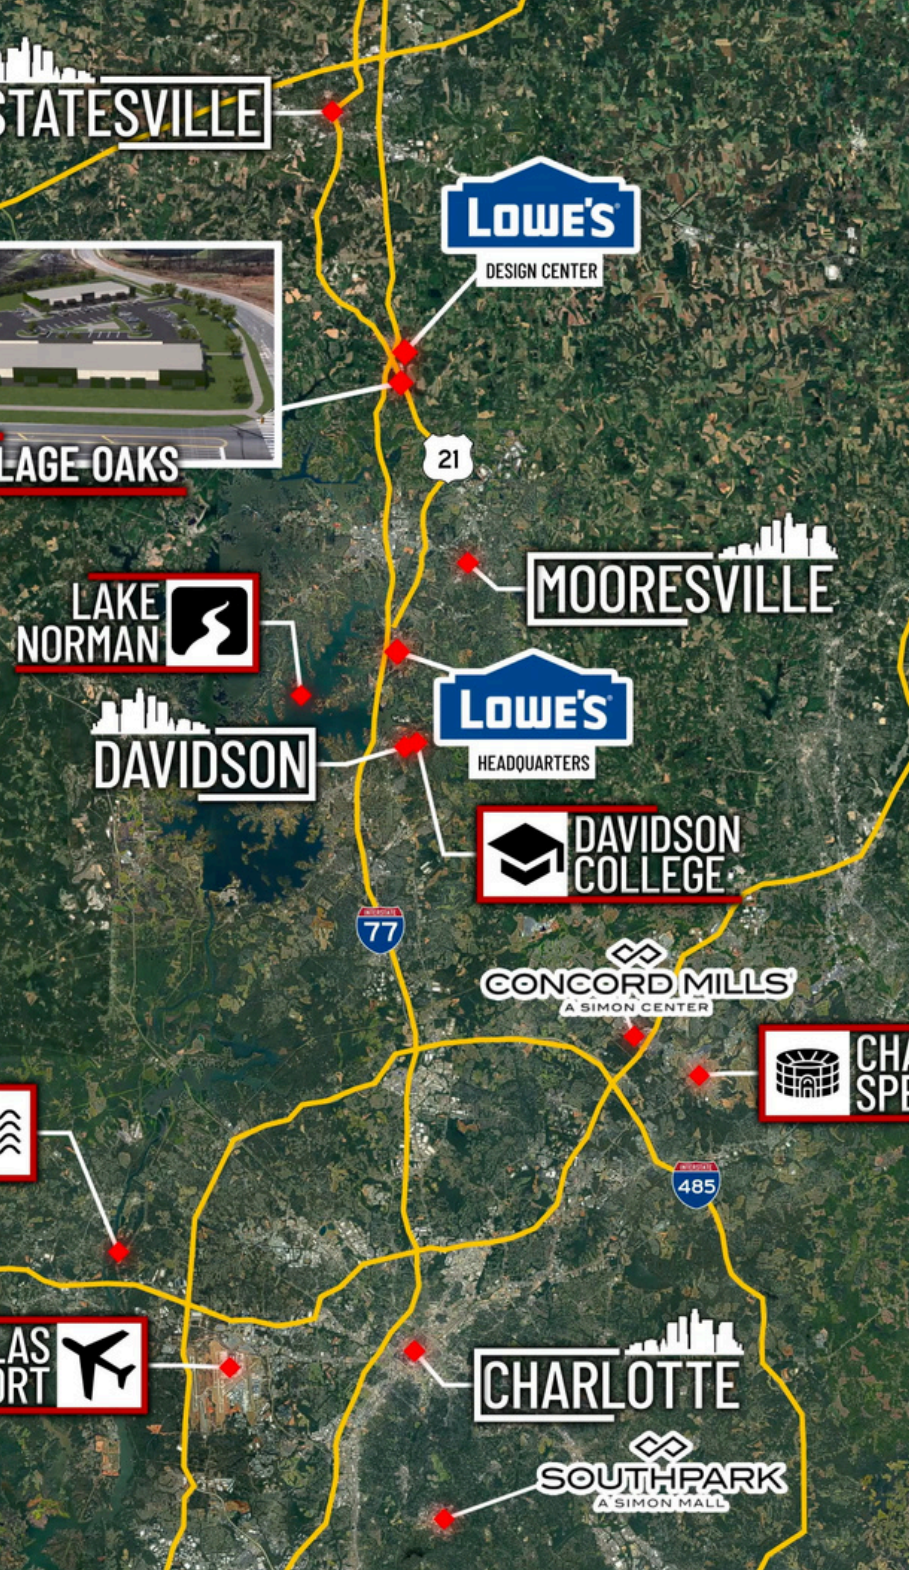 STATESVILLE
LOWE'S
DESIGN CENTER
LAGE OAKS
21
MOORESVILLE
LAKE
NORMAN
LOWE'S
HEADQUARTERS
DAVIDSON
DAVIDSON
COLLEGE
INTERSTATE
77
CONCORD MILLS
A SIMON CENTER
CHA
SPE
INTERSTATE
485
LAS
ORT
CHARLOTTE
SOUTHPARK
A SIMON MALL